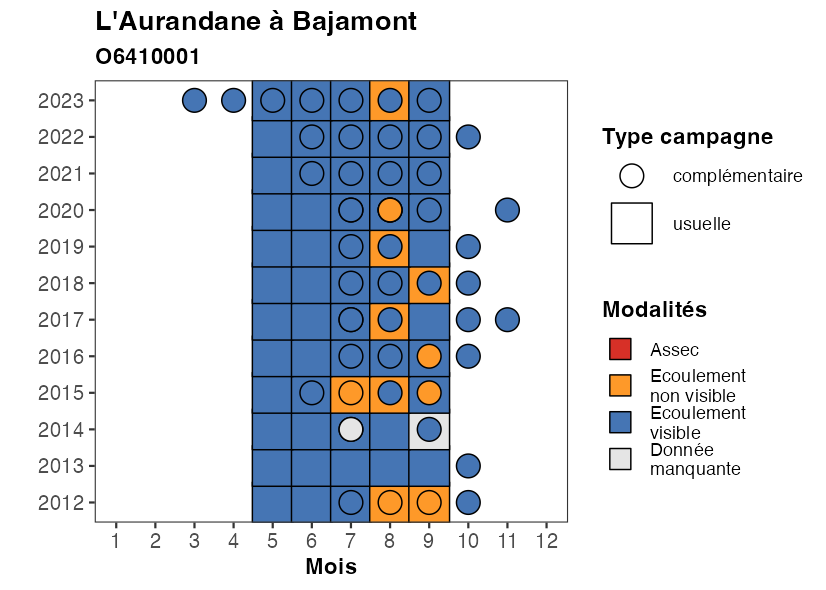 L'Aurandane à Bajamont
O6410001
2023
2022
2021
2020
2019
2018
2017
2016
2015
2014
2013
2012
1 2 3 4 5 6 7 8 9 10 11 12
Mois
Type campagne
complémentaire
usuelle
Modalités
Assec
Ecoulement
non visible
Ecoulement
visible
Donnée
manquante